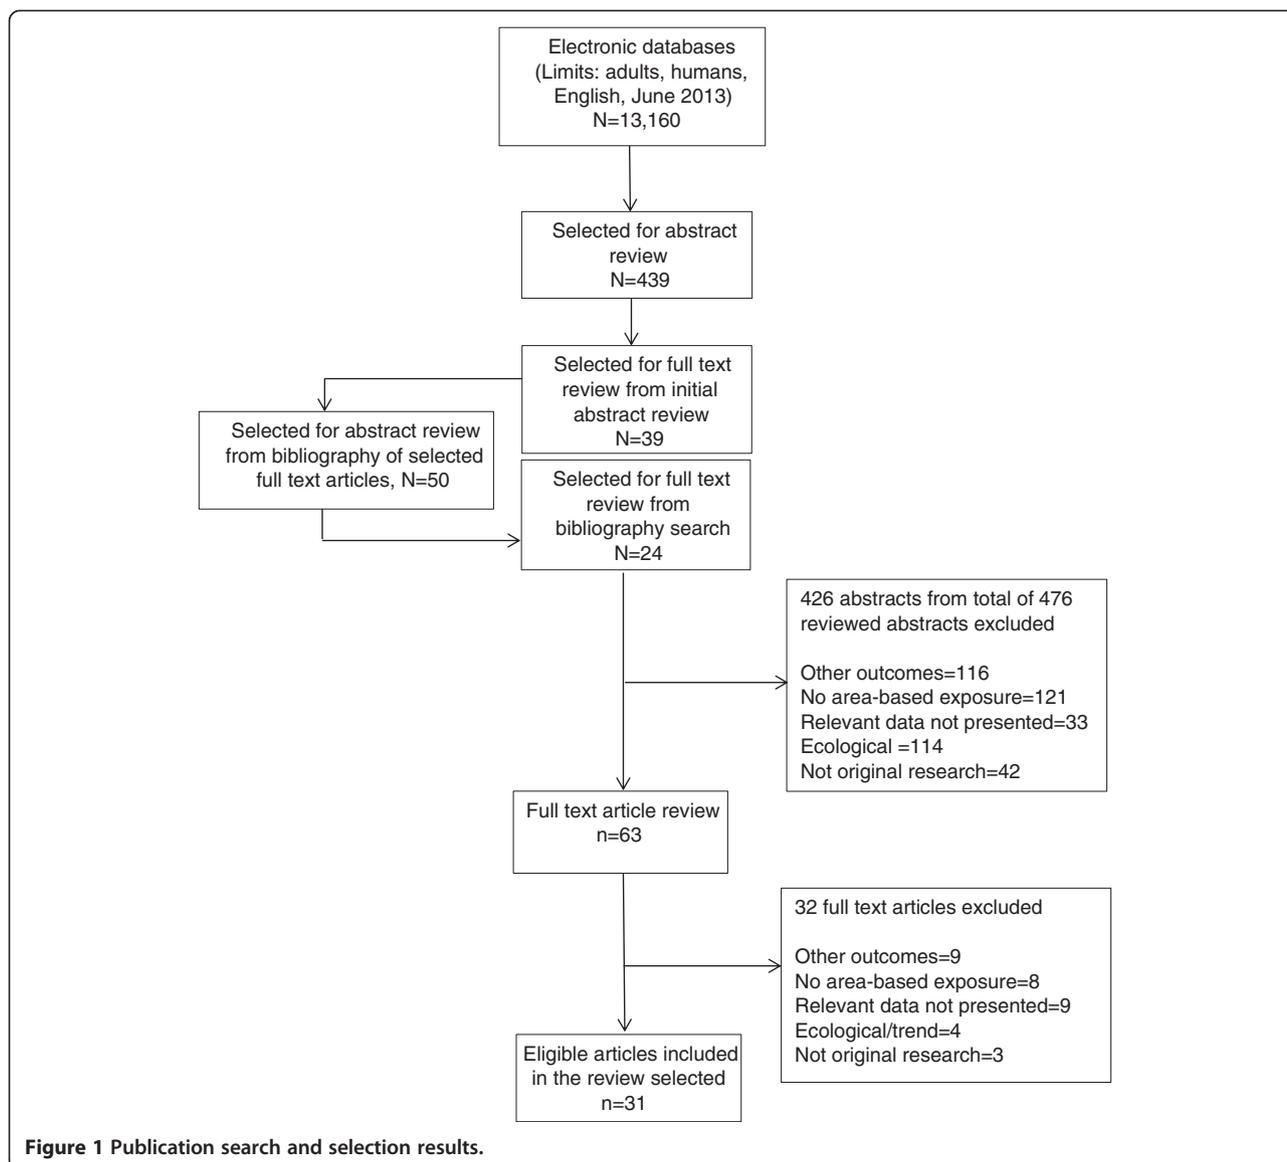 Electronic databases
(Limits: adults, humans,
English, June 2013)
N=13,160
Selected for abstract
review
N=439
Selected for full text
review from initial
abstract review
N=39
Selected for abstract review
from bibliography of selected
full text articles, N=50
Selected for full text
review from
bibliography search
N=24
426 abstracts from total of 476
reviewed abstracts excluded
Other outcomes=116
No area-based exposure=121
Relevant data not presented=33
Ecological =114
Not original research=42
Full text article review
n=63
32 full text articles excluded
Other outcomes=9
No area-based exposure=8
Relevant data not presented=9
Ecological/trend=4
Not original research=3
Eligible articles included
in the review selected
n=31
Figure 1 Publication search and selection results.